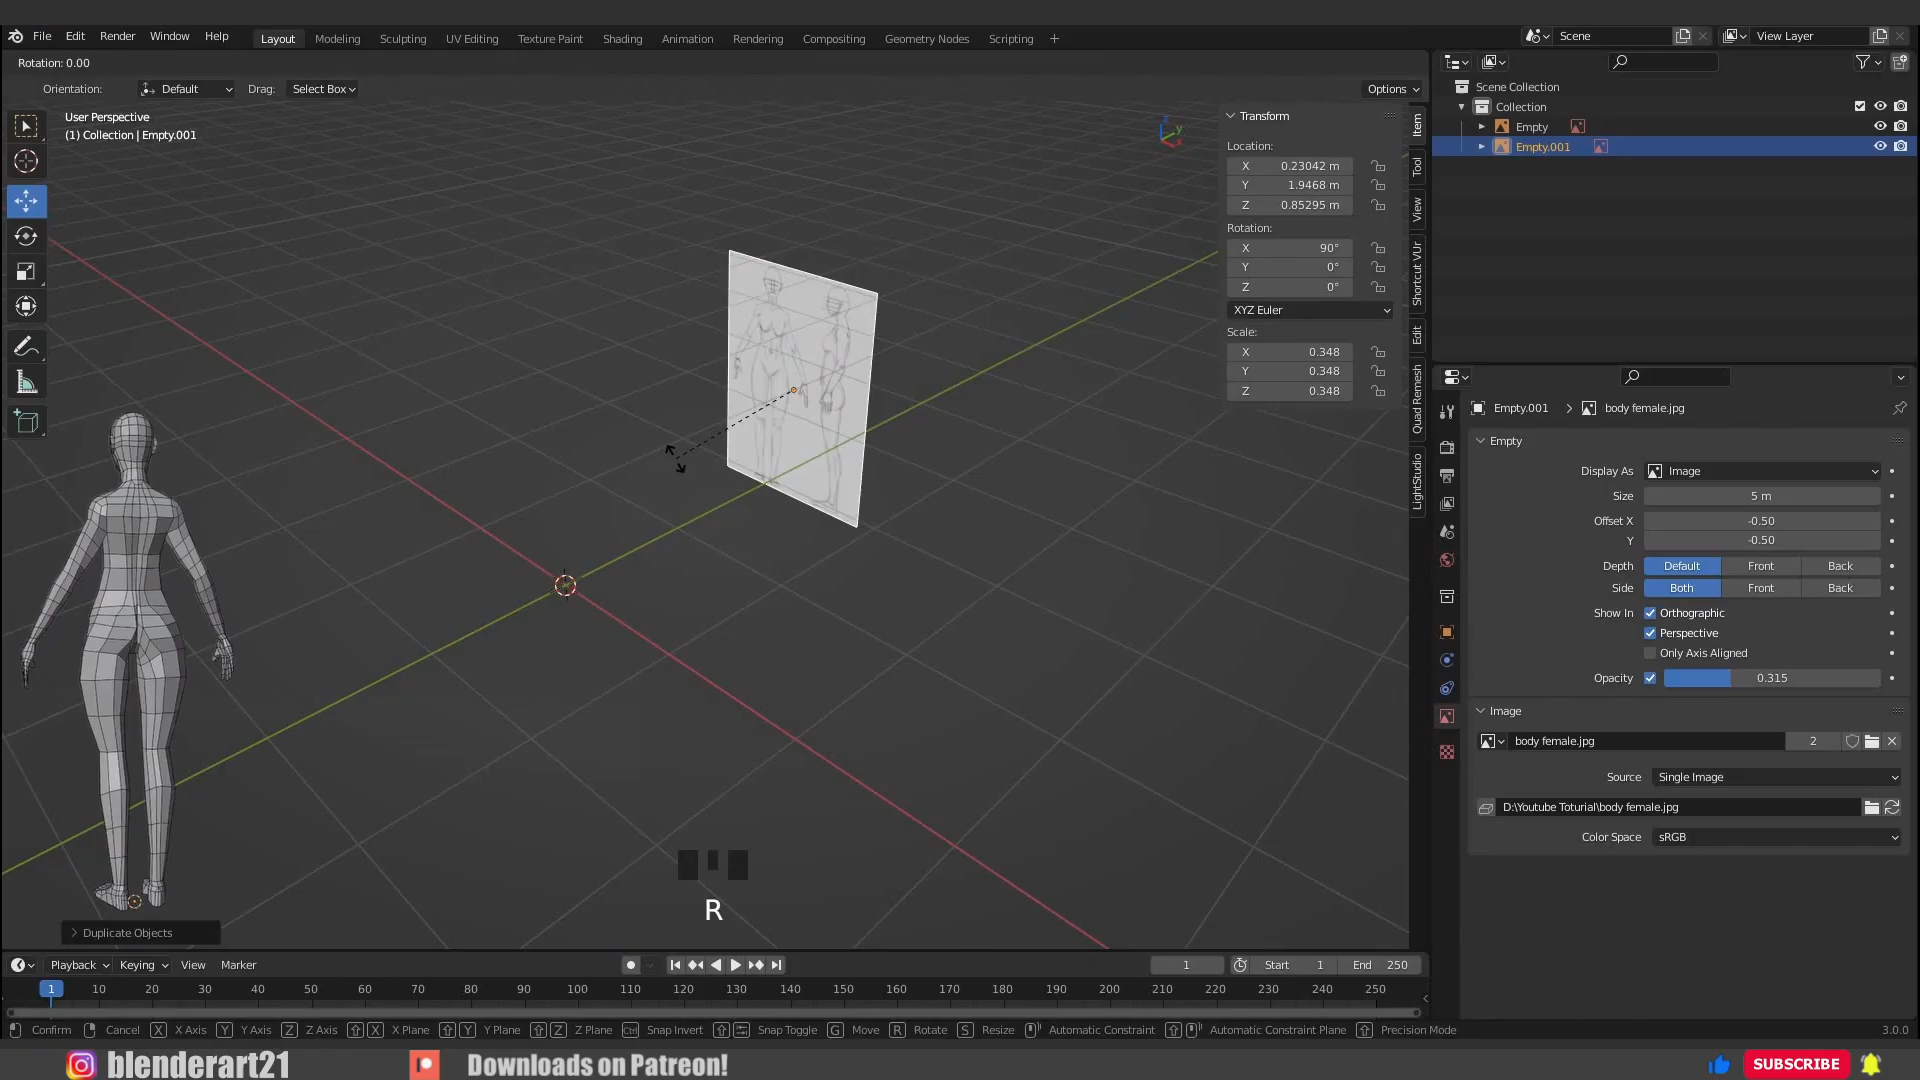 File Edit Render Window Help Layout Modeling Sculpting UV Editing Texture Paint Shading Animation Rendering Compositing Geometry Nodes Scripting + Scene View Layer
Rotation: 0.00
Orientation: Default Drag: Select Box Options
User Perspective
(1) Collection | Empty.001
Transform
Location:
X 0.23042 m
Y 1.9468 m
Z 0.85295 m
Rotation:
X 90°
Y 0°
Z 0°
XYZ Euler
Scale:
X 0.348
Y 0.348
Z 0.348
Item
Tool
View
Shortcut VUr
Edit
Quad Remesh
LightStudio
z
y
x
R
Duplicate Objects
Scene Collection
Collection
Empty
Empty.001
Empty.001 body female.jpg
Empty
Display As Image
Size 5 m
Offset X -0.50
Y -0.50
Depth Default Front Back
Side Both Front Back
Show In Orthographic
Perspective
Only Axis Aligned
Opacity 0.315
Image
body female.jpg 2
Source Single Image
D:\Youtube Toturial\body female.jpg
Color Space sRGB
Playback Keying View Marker 1 Start 1 End 250
1 10 20 30 40 50 60 70 80 90 100 110 120 130 140 150 160 170 180 190 200 210 220 230 240 250
Confirm Cancel X X Axis Y Y Axis Z Z Axis X X Plane Y Y Plane Z Z Plane Ctrl Snap Invert Snap Toggle G Move R Rotate S Resize Automatic Constraint Automatic Constraint Plane Precision Mode 3.0.0
blenderart21 Downloads on Patreon! SUBSCRIBE